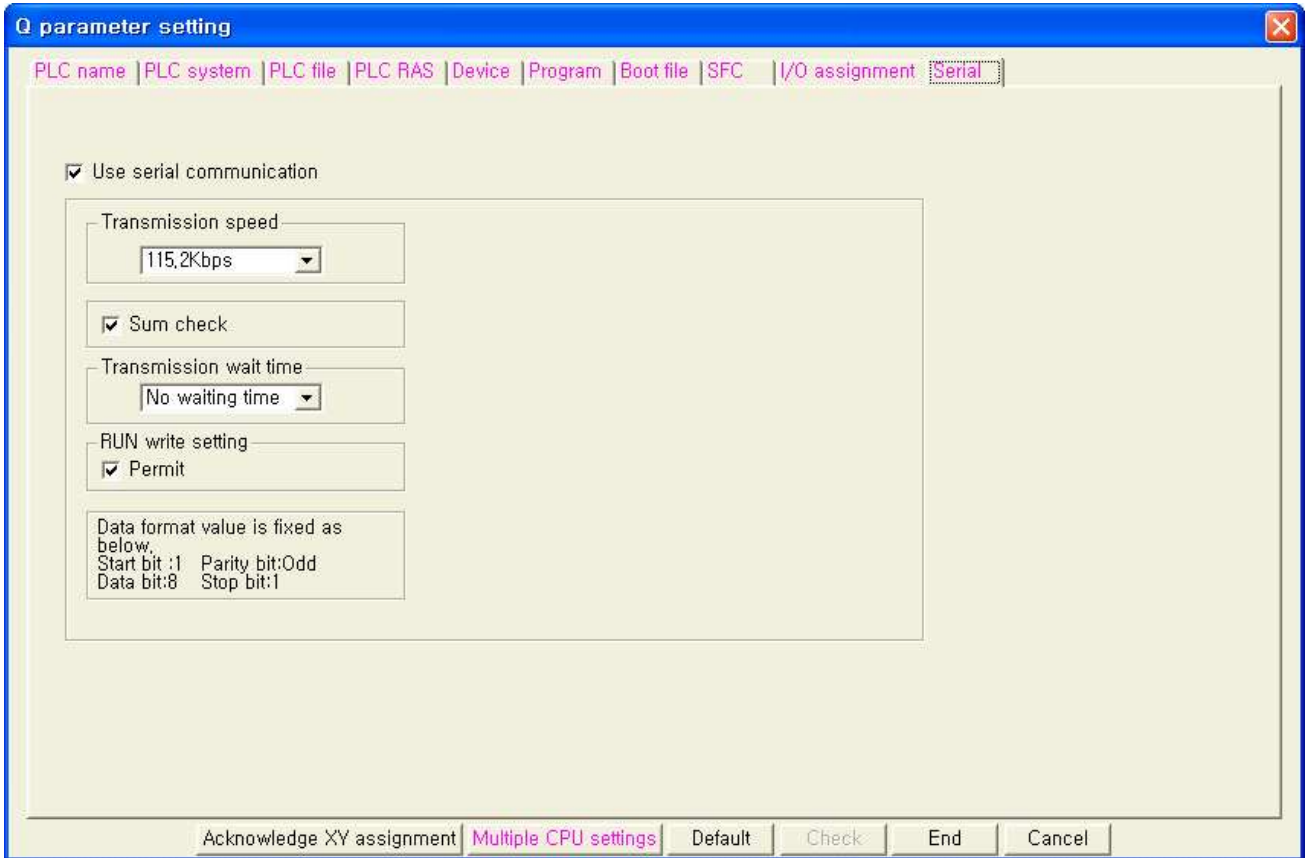 Q parameter setting
PLC name PLC system PLC file PLC RAS Device Program Boot file SFC I/O assignment Serial
Use serial communication
Transmission speed
115,2Kbps
Sum check
Transmission wait time
No waiting time
RUN write setting
Permit
Data format value is fixed as
below,
Start bit :1 Parity bit:Odd
Data bit:8 Stop bit:1
Acknowledge XY assignment Multiple CPU settings Default Check End Cancel